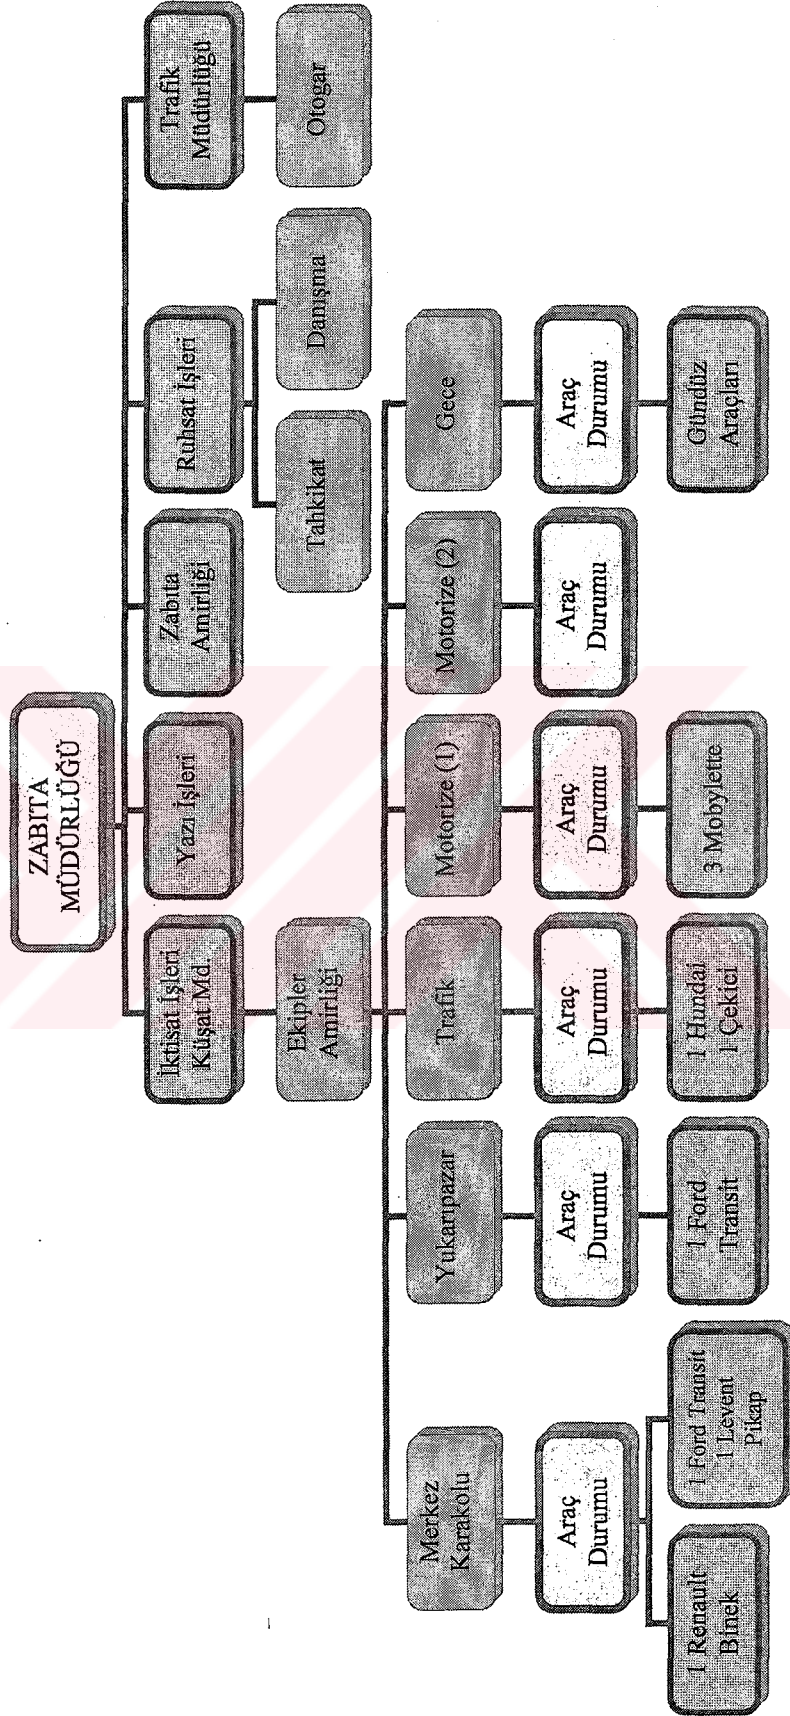 ZABITA
MÜDÜRLÜĞÜ
İktisat İşleri
Küşat Md.
Yazı İşleri
Zabıta
Amirliği
Ruhsat İşleri
Trafik
Müdürlüğü
Ekipler
Amirliği
Tahkikat
Danışma
Otogar
Merkez
Karakolu
Yukarıpazar
Trafik
Motorize (1)
Motorize (2)
Gece
Araç
Durumu
Araç
Durumu
Araç
Durumu
Araç
Durumu
Araç
Durumu
Araç
Durumu
1 Renault
Binek
1 Ford Transit
1 Levent
Pikap
1 Ford
Transit
1 Hundai
1 Çekici
3 Mobylette
Gündüz
Araçları